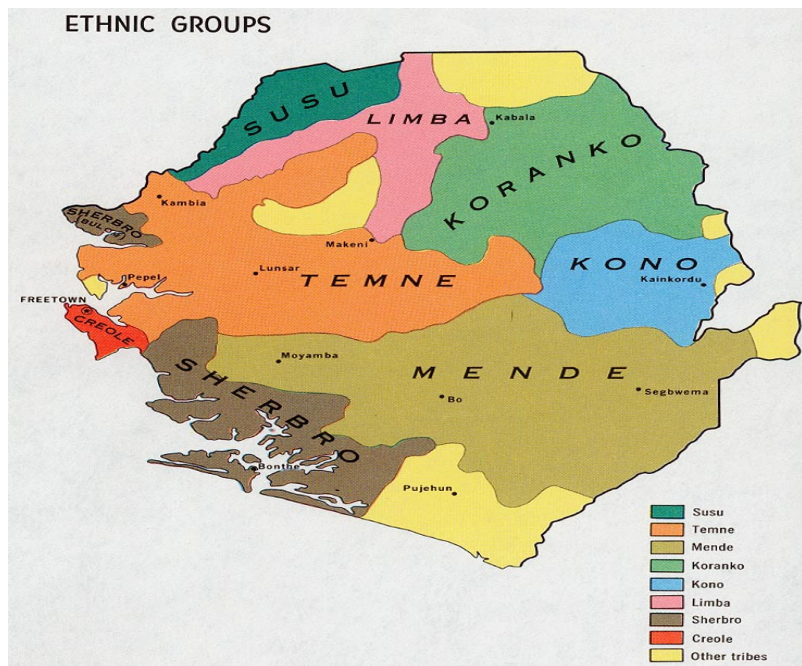 ETHNIC GROUPS
SUSU
LIMBA
Kabala
KORANKO
Kambia
SHERBRO
(BULOM)
Makeni
KONO
Pepel
Lunsar
TEMNE
Kainkordu
FREETOWN
CREOLE
Moyamba
SHERBRO
MENDE
Segbwema
Bo
Bonthe
Pujehun
Susu
Temne
Mende
Koranko
Kono
Limba
Sherbro
Creole
Other tribes